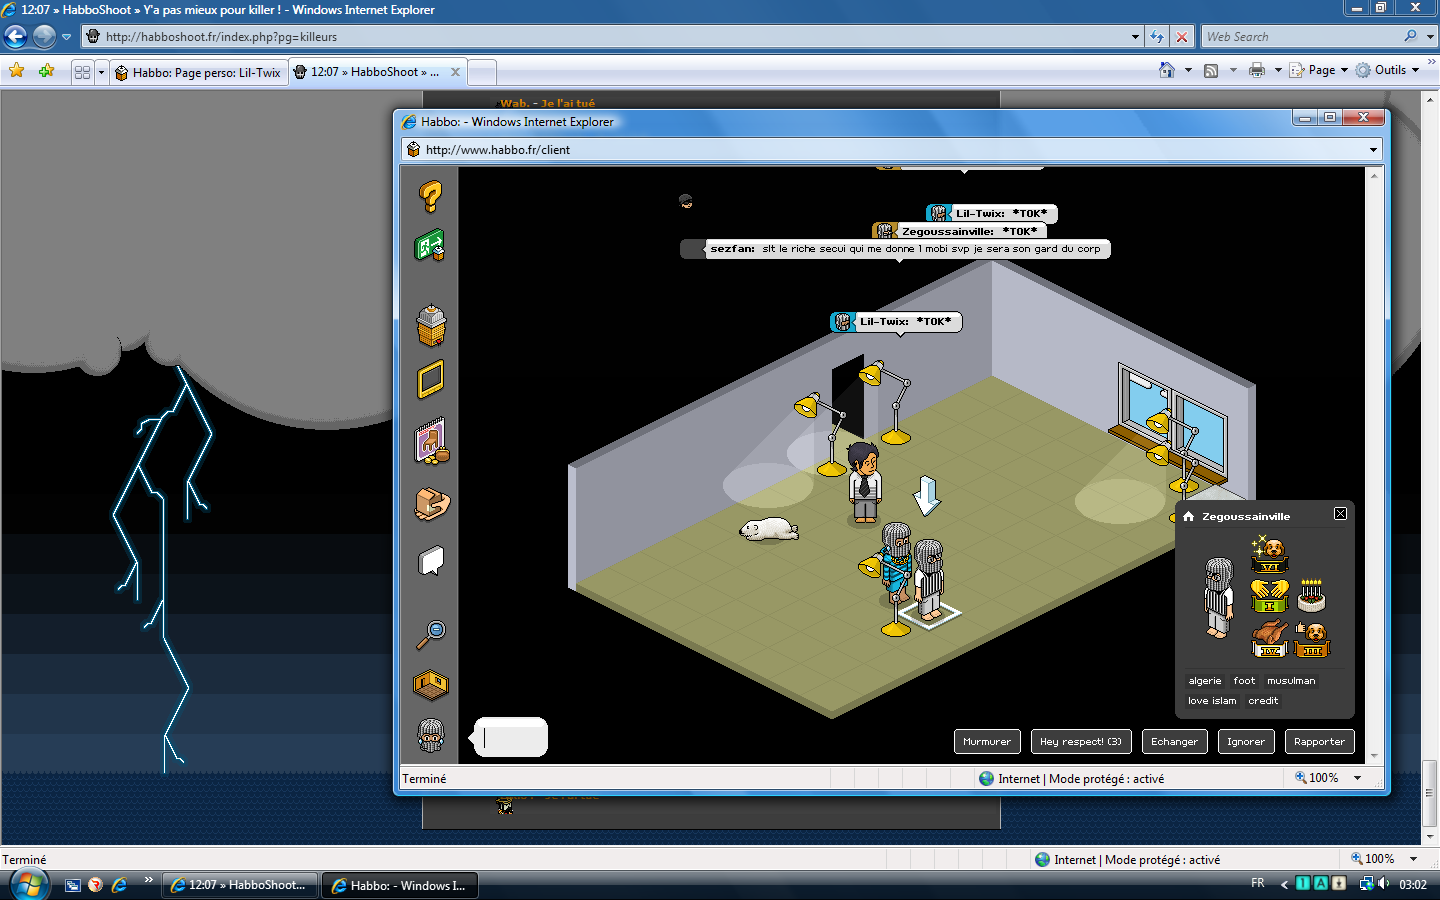 12:07 » HabboShoot » Y'a pas mieux pour killer ! - Windows Internet Explorer
http://habboshoot.fr/index.php?pg=killeurs
Web Search
Habbo: Page perso: Lil-Twix
12:07 » HabboShoot » ...
Page
Outils
Wab. - Je l'ai tué
Habbo: - Windows Internet Explorer
http://www.habbo.fr/client
Lil-Twix: *TOK*
Zegoussainville: *TOK*
sezfan: slt le riche secui qui me donne 1 mobi svp je sera son gard du corp
Lil-Twix: *TOK*
Zegoussainville
VI
I
IV
III
algerie foot musulman
love islam credit
Murmurer
Hey respect! (3)
Echanger
Ignorer
Rapporter
Terminé
Internet | Mode protégé : activé
100%
Terminé
Internet | Mode protégé : activé
100%
12:07 » HabboShoot...
Habbo: - Windows I...
FR
1
A
03:02